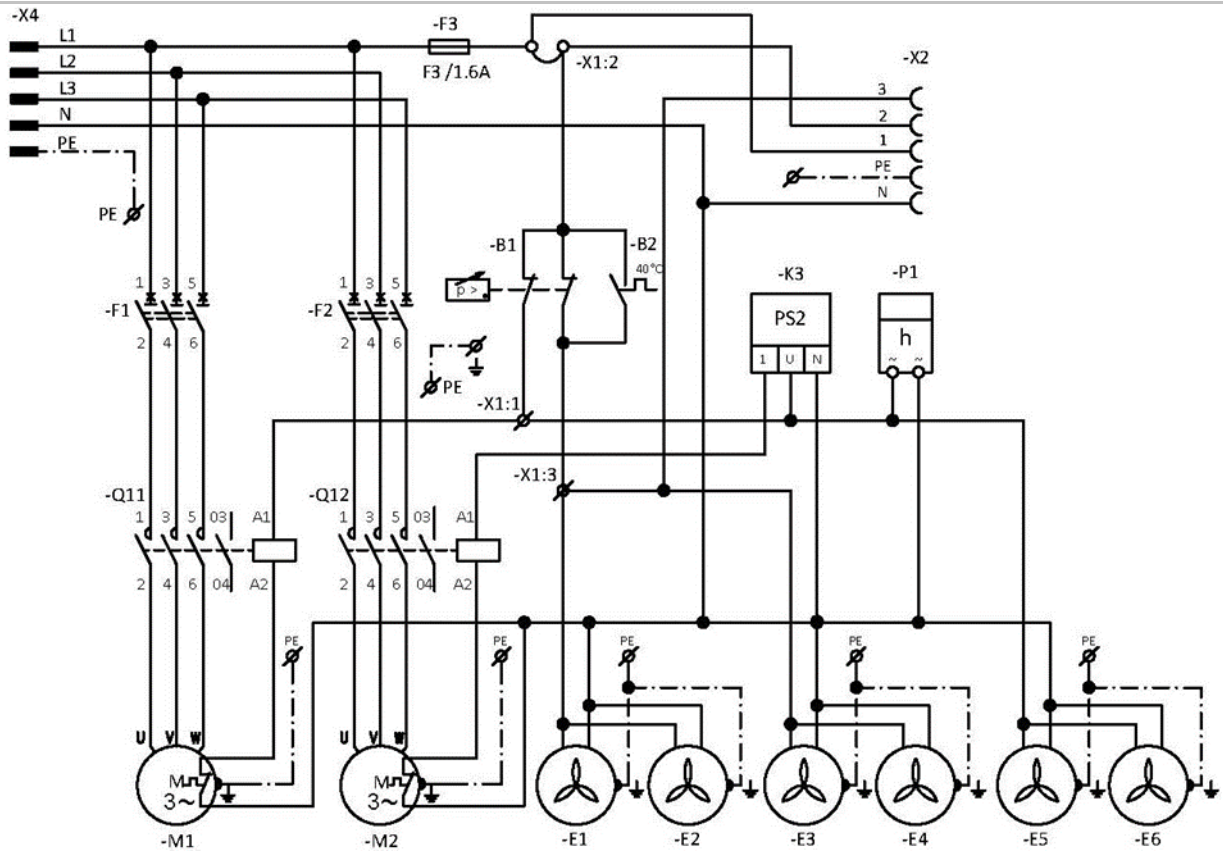 -X4
L1
L2
L3
N
PE
PE
-F3
F3 /1.6A
-X1:2
-X2
3
2
1
PE
N
-B1
-B2
40°C
p >
-K3
PS2
1 U N
-P1
h
~ ~
-F1
1 3 5
2 4 6
-F2
1 3 5
2 4 6
PE
-X1:1
-X1:3
-Q11
1 3 5 03 A1
2 4 6 04 A2
-Q12
1 3 5 03 A1
2 4 6 04 A2
PE
PE
PE
PE
PE
U V W
U V W
M
3~
M
3~
-M1
-M2
-E1
-E2
-E3
-E4
-E5
-E6